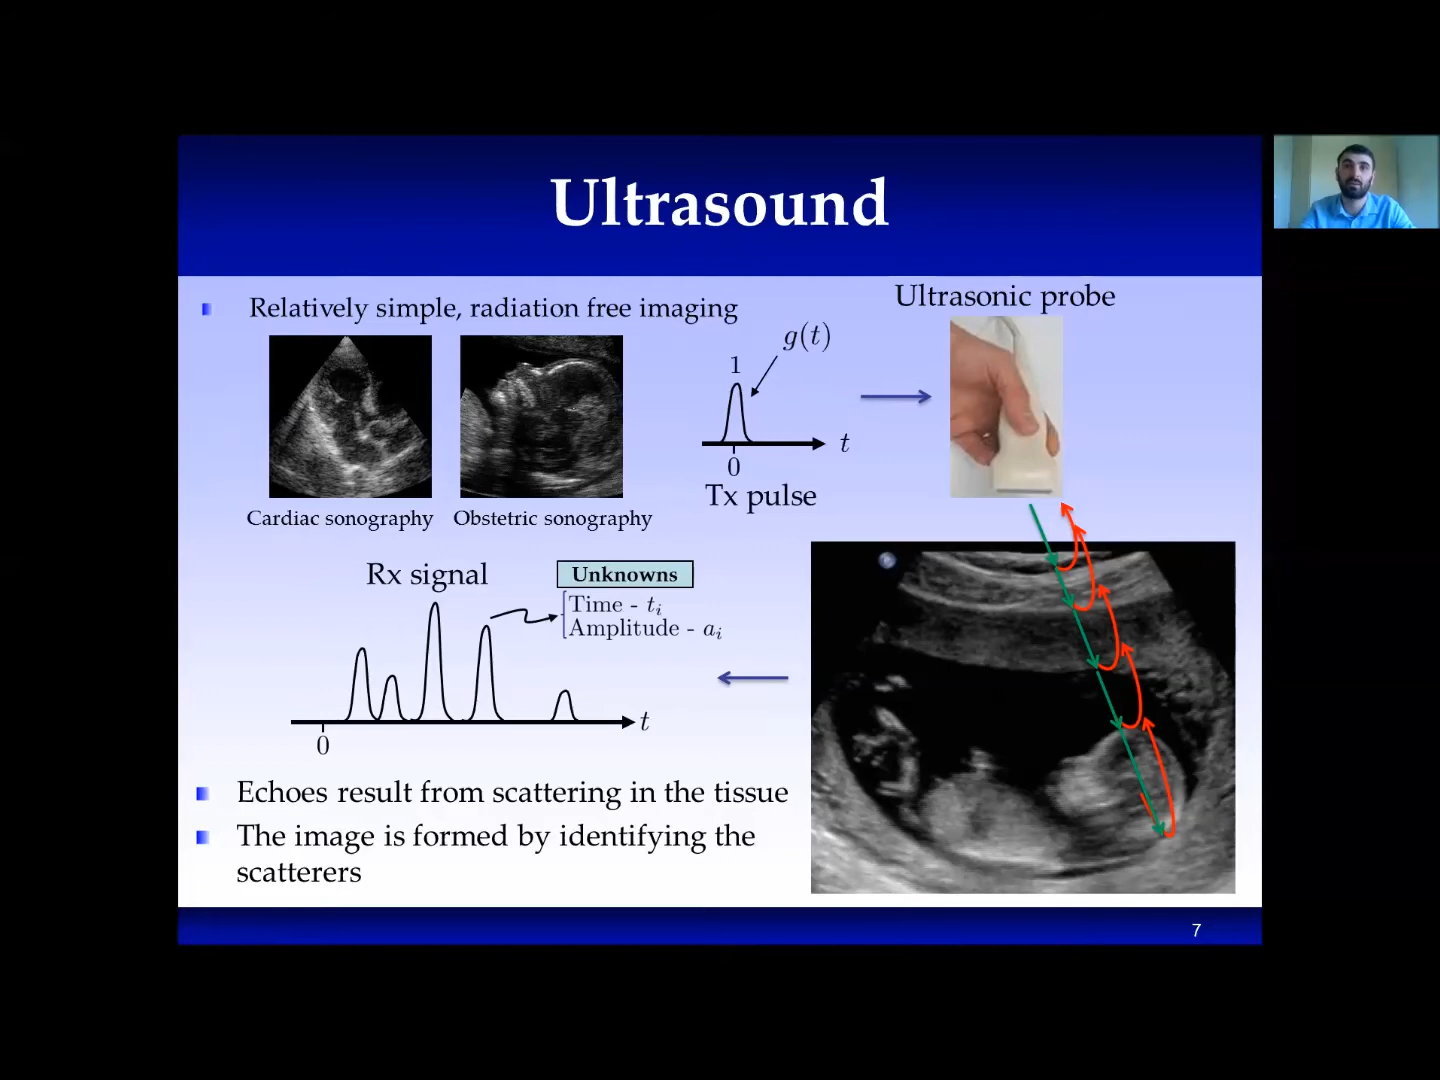 Ultrasound
Relatively simple, radiation free imaging
Cardiac sonography
Obstetric sonography
g(t)
1
t
0
Tx pulse
Ultrasonic probe
Rx signal
Unknowns
Time - tᵢ
Amplitude - aᵢ
t
0
Echoes result from scattering in the tissue
The image is formed by identifying the
scatterers
7